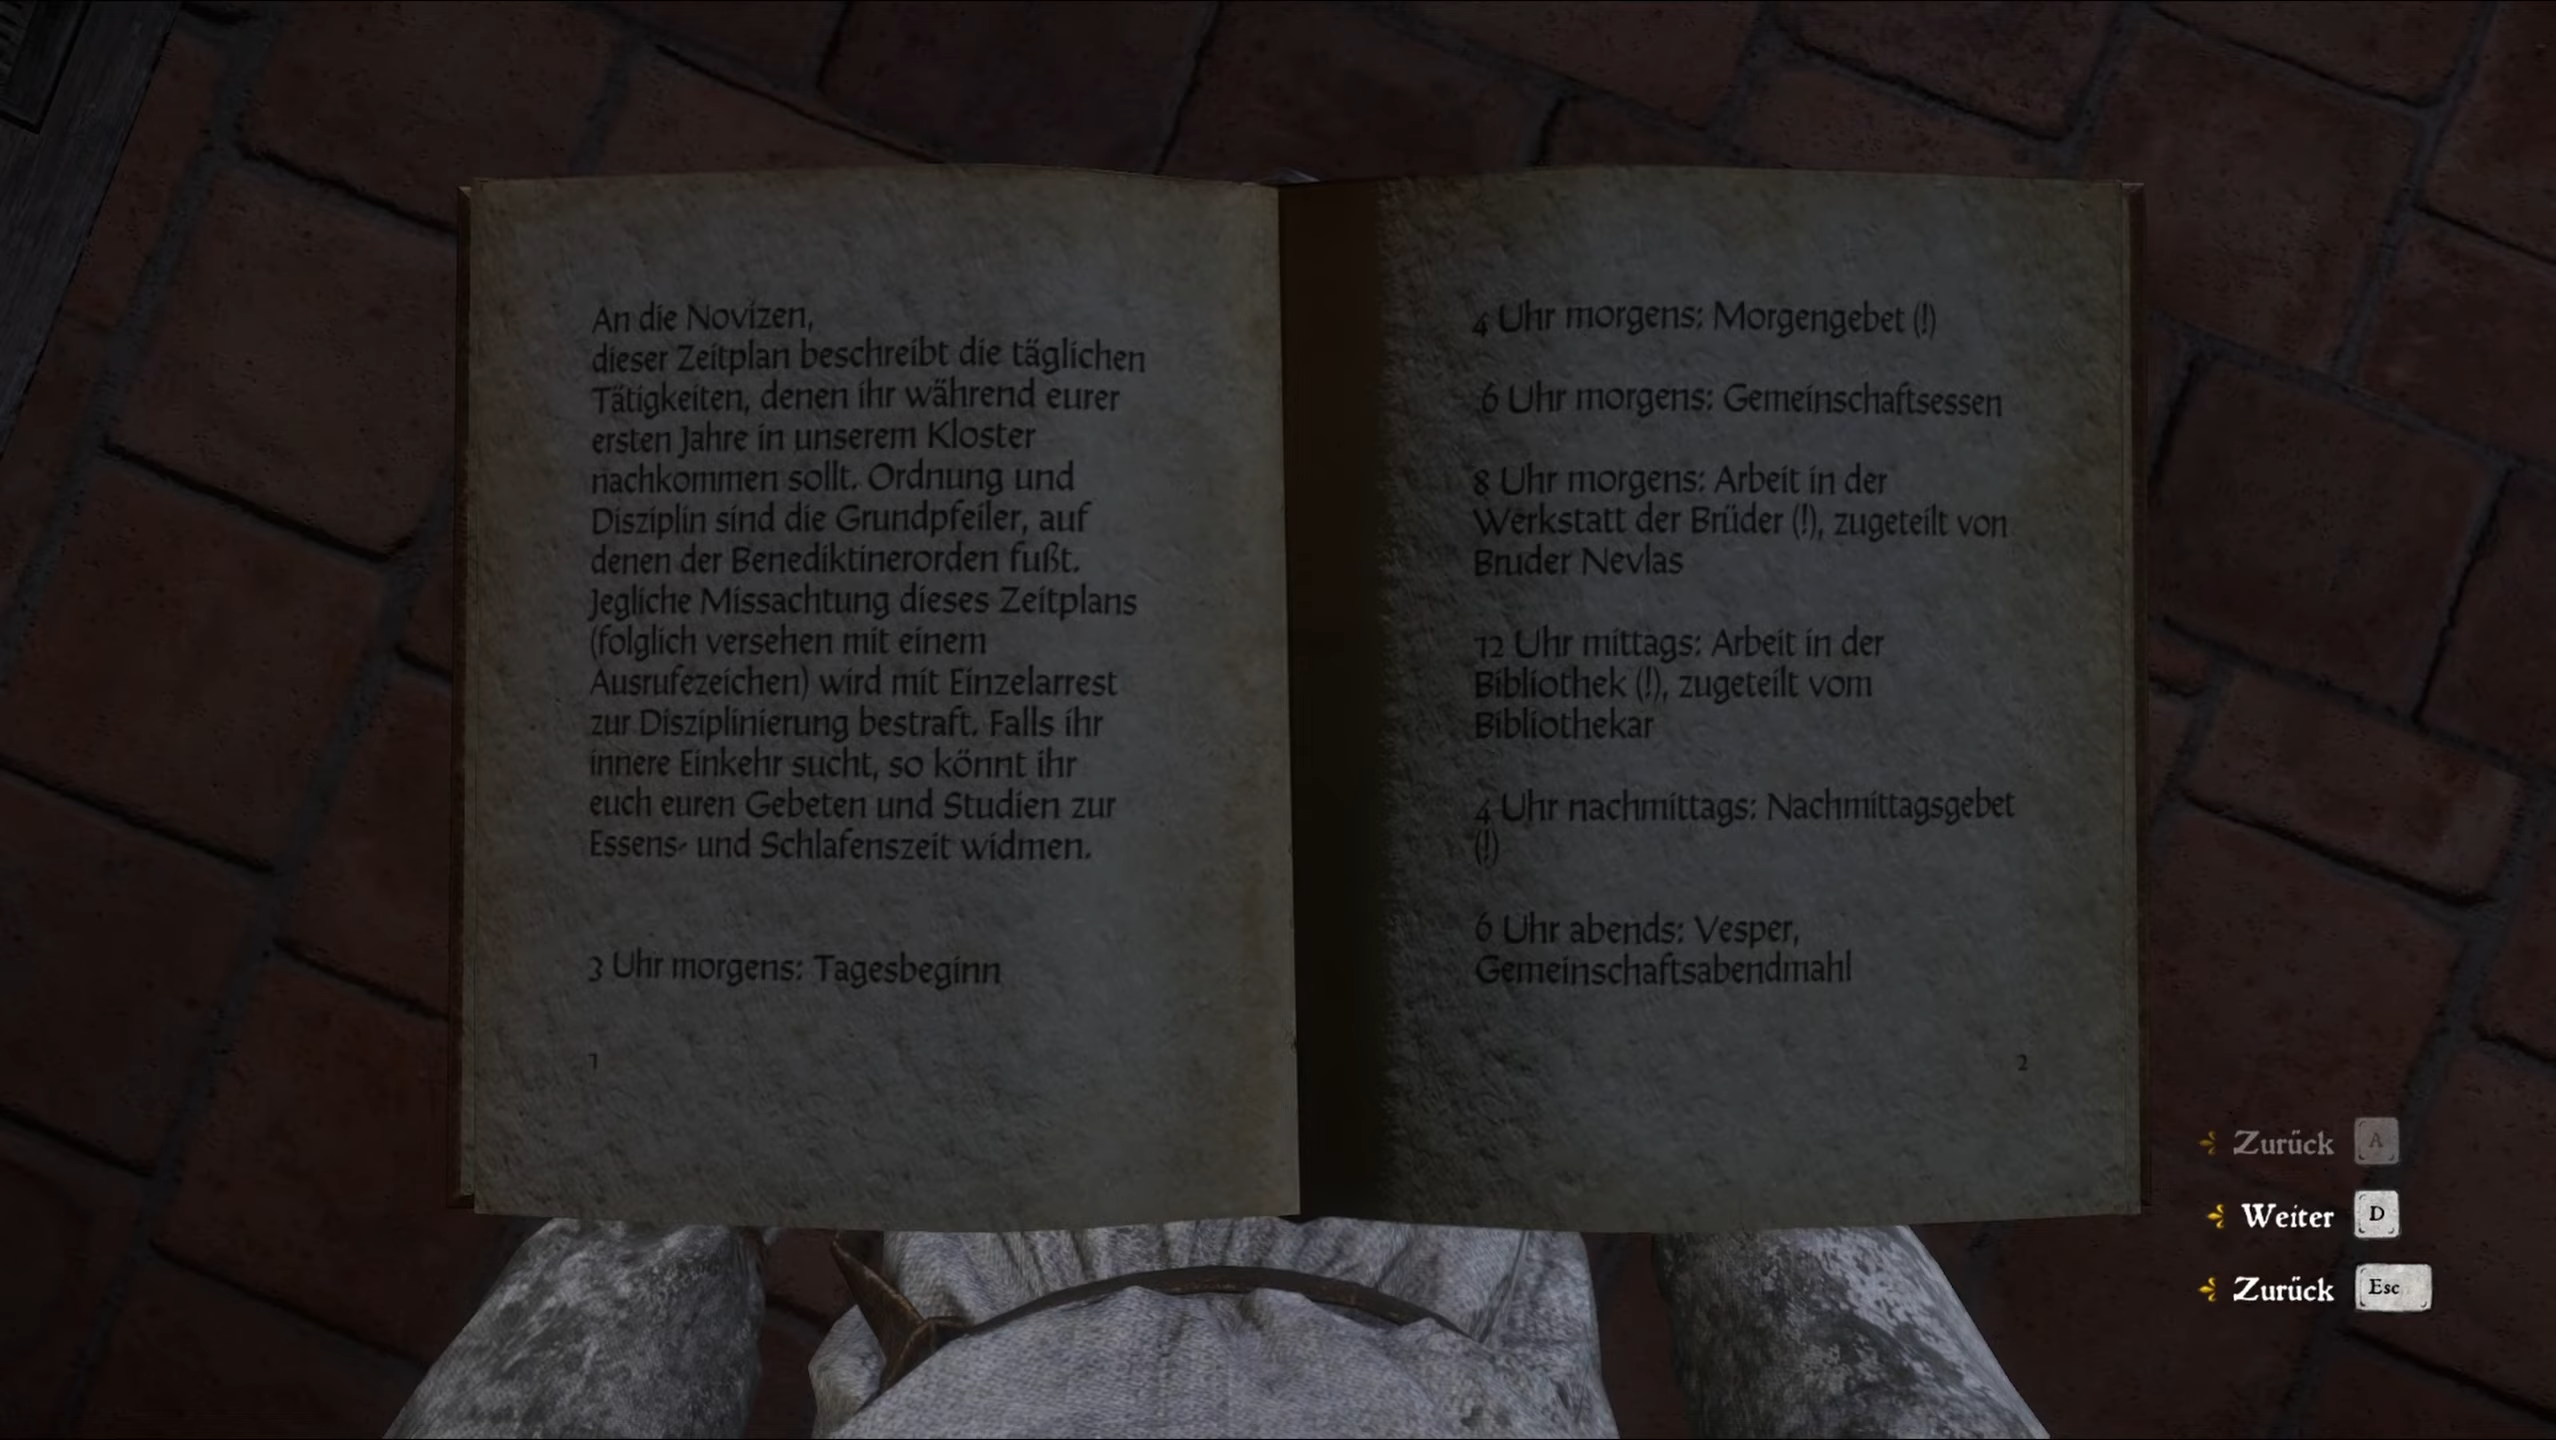 An die Novizen,
dieser Zeitplan beschreibt die täglichen
Tätigkeiten, denen ihr während eurer
ersten Jahre in unserem Kloster
nachkommen sollt. Ordnung und
Disziplin sind die Grundpfeiler, auf
denen der Benediktinerorden fußt.
Jegliche Missachtung dieses Zeitplans
(folglich versehen mit einem
Ausrufezeichen) wird mit Einzelarrest
zur Disziplinierung bestraft. Falls ihr
innere Einkehr sucht, so könnt ihr
euch euren Gebeten und Studien zur
Essens- und Schlafenszeit widmen.
3 Uhr morgens: Tagesbeginn
1
4 Uhr morgens: Morgengebet (!)
6 Uhr morgens: Gemeinschaftsessen
8 Uhr morgens: Arbeit in der
Werkstatt der Brüder (!), zugeteilt von
Bruder Nevlas
12 Uhr mittags: Arbeit in der
Bibliothek (!), zugeteilt vom
Bibliothekar
4 Uhr nachmittags: Nachmittagsgebet
(!)
6 Uhr abends: Vesper,
Gemeinschaftsabendmahl
2
Zurück A
Weiter D
Zurück Esc